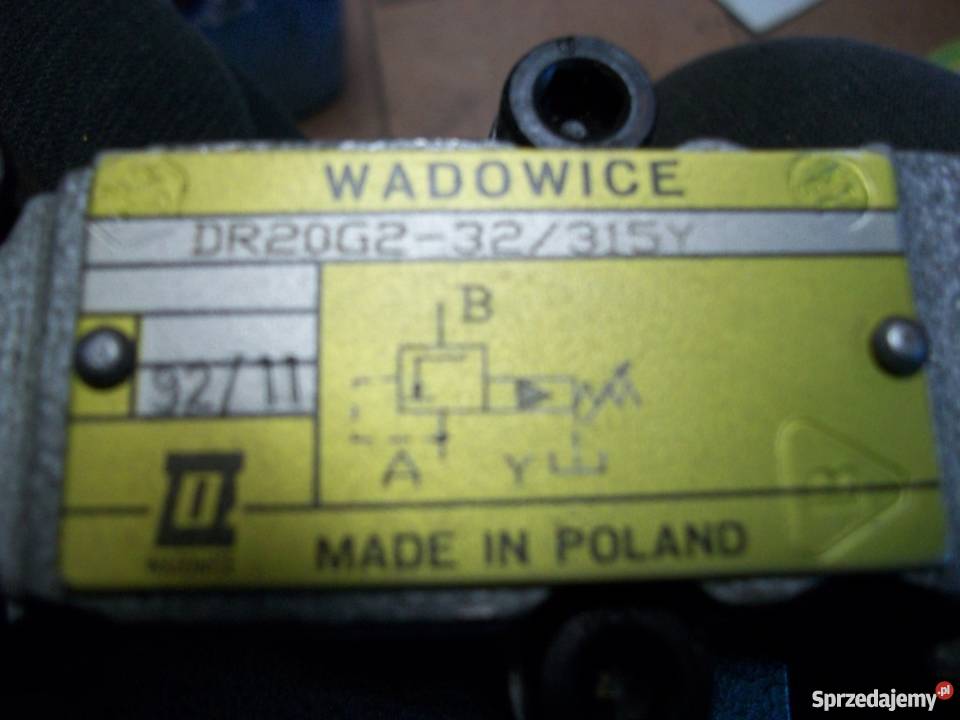 WADOWICE
DR20G2-32/315Y
B
92/11
A
Y
MADE IN POLAND
Sprzedajemy.pl